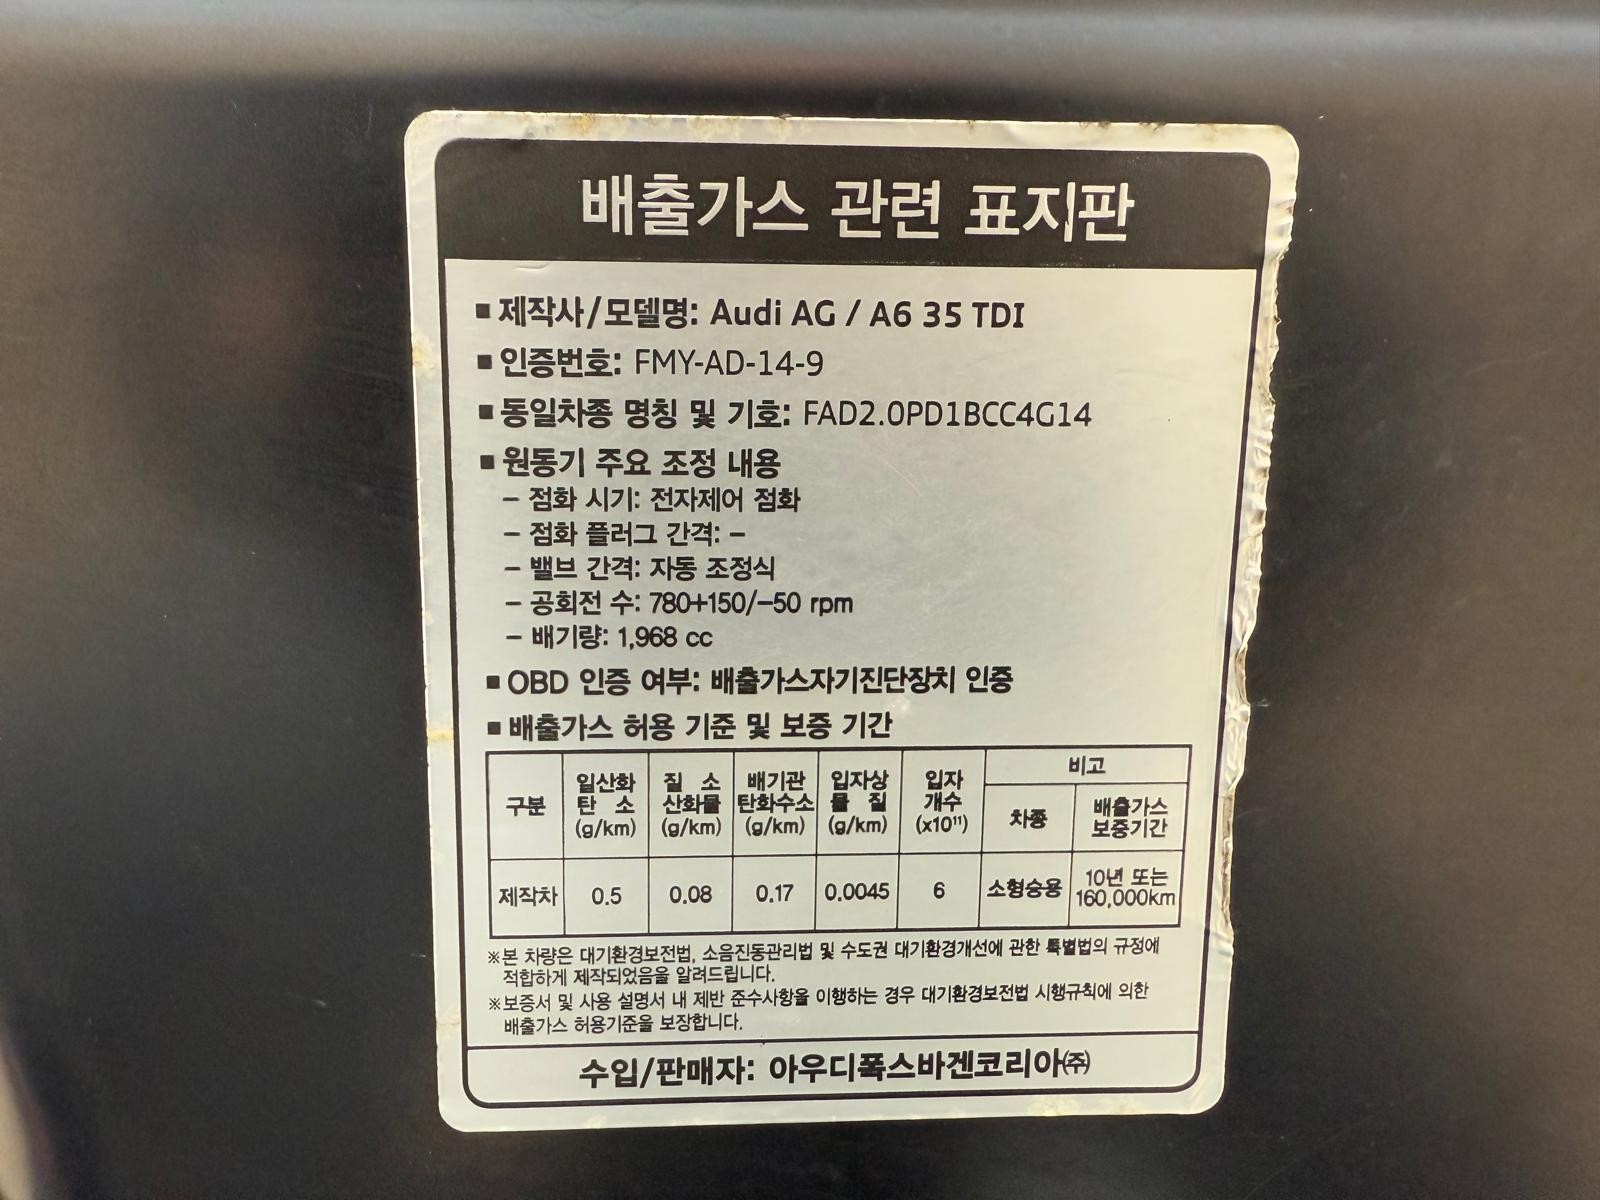 배출가스 관련 표지판
■ 제작사/모델명: Audi AG / A6 35 TDI
■ 인증번호: FMY-AD-14-9
■ 동일차종 명칭 및 기호: FAD2.0PD1BCC4G14
■ 원동기 주요 조정 내용
– 점화 시기: 전자제어 점화
– 점화 플러그 간격: –
– 밸브 간격: 자동 조정식
– 공회전 수: 780+150/–50 rpm
– 배기량: 1,968 cc
■ OBD 인증 여부: 배출가스자기진단장치 인증
■ 배출가스 허용 기준 및 보증 기간
구분 일산화 탄 소 (g/km) 질 소 산화물 (g/km) 배기관 탄화수소 (g/km) 입자상 물 질 (g/km) 입자 개수 (x10¹¹) 비고
차종 배출가스 보증기간
제작차 0.5 0.08 0.17 0.0045 6 소형승용 10년 또는 160,000km
※본 차량은 대기환경보전법, 소음진동관리법 및 수도권 대기환경개선에 관한 특별법의 규정에
적합하게 제작되었음을 알려드립니다.
※보증서 및 사용 설명서 내 제반 준수사항을 이행하는 경우 대기환경보전법 시행규칙에 의한
배출가스 허용기준을 보장합니다.
수입/판매자: 아우디폭스바겐코리아㈜